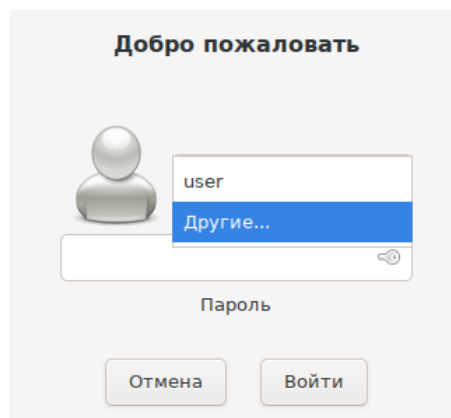 Добро пожаловать
user
Другие...
Пароль
Отмена
Войти